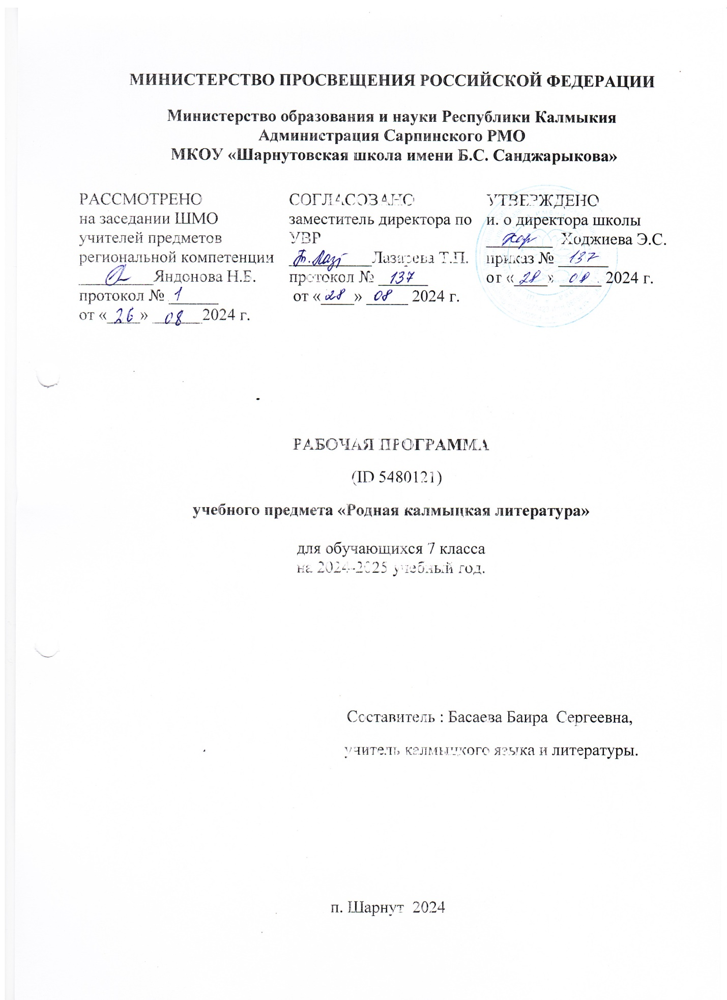 МИНИСТЕРСТВО ПРОСВЕЩЕНИЯ РОССИЙСКОЙ ФЕДЕРАЦИИ
Министерство образования и науки Республики Калмыкия
Администрация Сарпинского РМО
МКОУ «Шарнутовская школа имени Б.С. Санджарыкова»
РАССМОТРЕНО
на заседании ШМО
учителей предметов
региональной компетенции
Яндонова Н.Б.
протокол № 1
от « 26 » 08 2024 г.
СОГЛАСОВАНО
заместитель директора по
УВР
Т. Лаз Лазарева Т.П.
протокол № 137
от « 28 » 08 2024 г.
УТВЕРЖДЕНО
и. о директора школы
Ходжиева Э.С.
приказ № 137
от « 28 » 08 2024 г.
РАБОЧАЯ ПРОГРАММА
(ID 5480121)
учебного предмета «Родная калмыцкая литература»
для обучающихся 7 класса
на 2024-2025 учебный год.
Составитель : Басаева Баира Сергеевна,
учитель калмыцкого языка и литературы.
п. Шарнут 2024